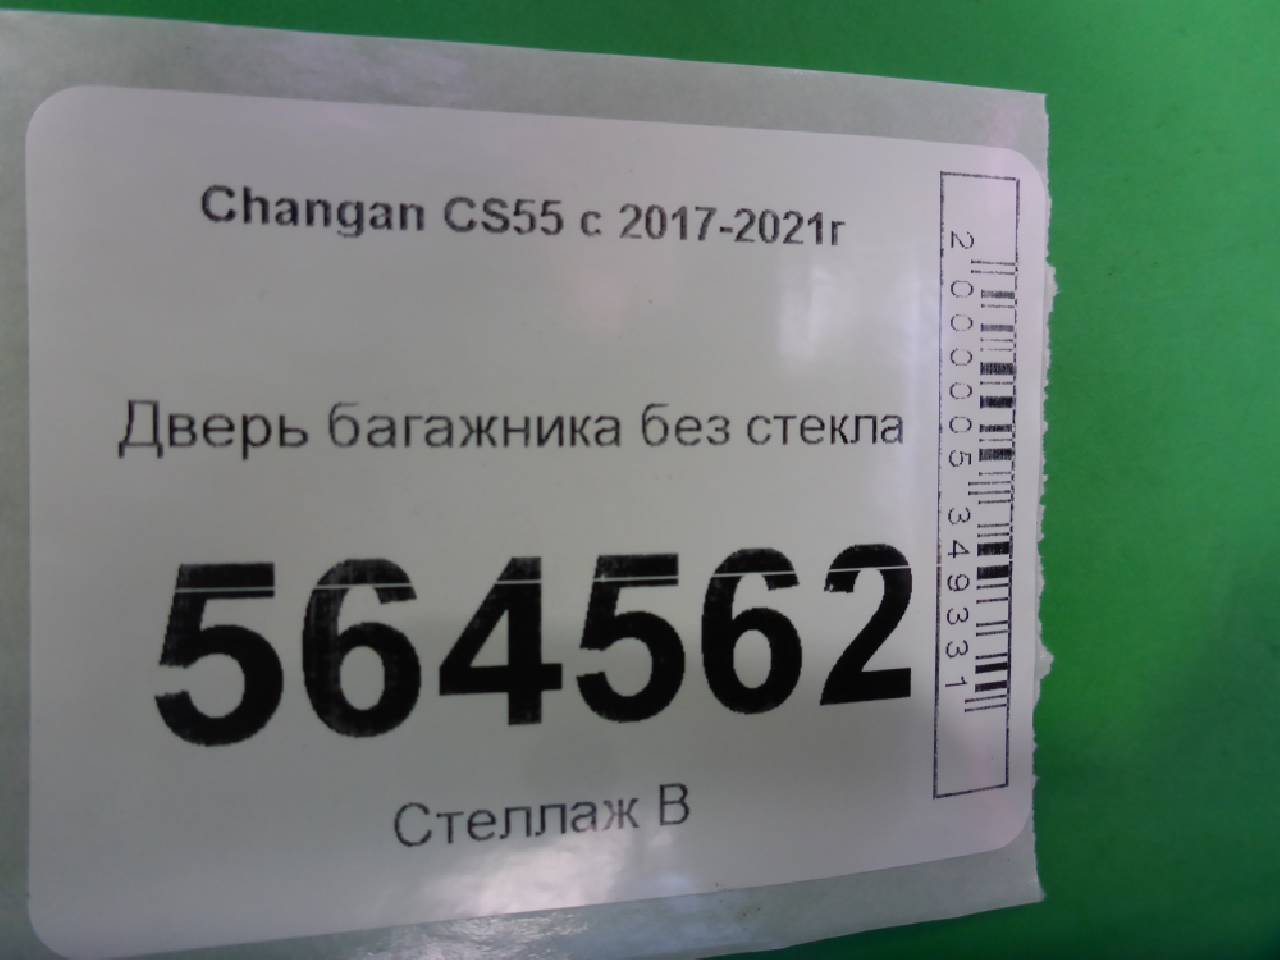 Changan CS55 с 2017-2021г
Дверь багажника без стекла
564562
Стеллаж В
2000005349331